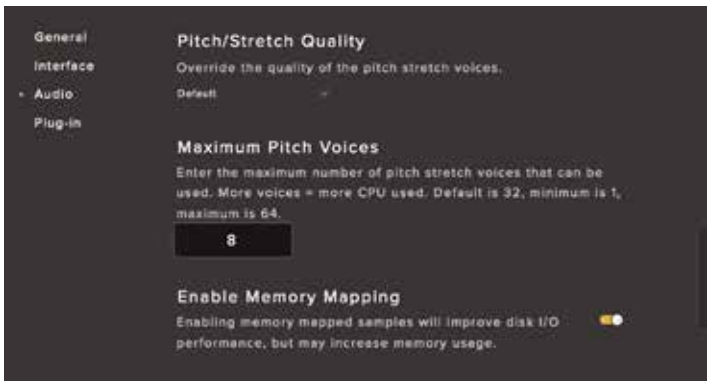 General
Interface
Audio
Plug-in
Pitch/Stretch Quality
Override the quality of the pitch stretch voices.
Default
Maximum Pitch Voices
Enter the maximum number of pitch stretch voices that can be
used. More voices = more CPU used. Default is 32, minimum is 1,
maximum is 64.
8
Enable Memory Mapping
Enabling memory mapped samples will improve disk I/O
performance, but may increase memory usage.